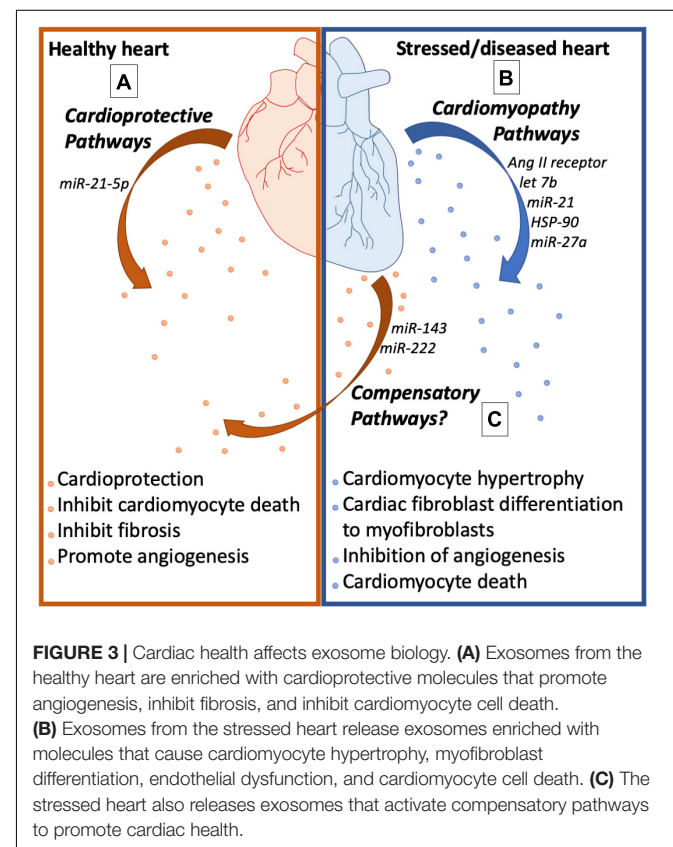 Healthy heart
A
Cardioprotective
Pathways
miR-21-5p
Stressed/diseased heart
B
Cardiomyopathy
Pathways
Ang II receptor
let 7b
miR-21
HSP-90
miR-27a
miR-143
miR-222
Compensatory
Pathways?
C
Cardioprotection
Inhibit cardiomyocyte death
Inhibit fibrosis
Promote angiogenesis
Cardiomyocyte hypertrophy
Cardiac fibroblast differentiation
to myofibroblasts
Inhibition of angiogenesis
Cardiomyocyte death
FIGURE 3 | Cardiac health affects exosome biology. (A) Exosomes from the
healthy heart are enriched with cardioprotective molecules that promote
angiogenesis, inhibit fibrosis, and inhibit cardiomyocyte cell death.
(B) Exosomes from the stressed heart release exosomes enriched with
molecules that cause cardiomyocyte hypertrophy, myofibroblast
differentiation, endothelial dysfunction, and cardiomyocyte cell death. (C) The
stressed heart also releases exosomes that activate compensatory pathways
to promote cardiac health.